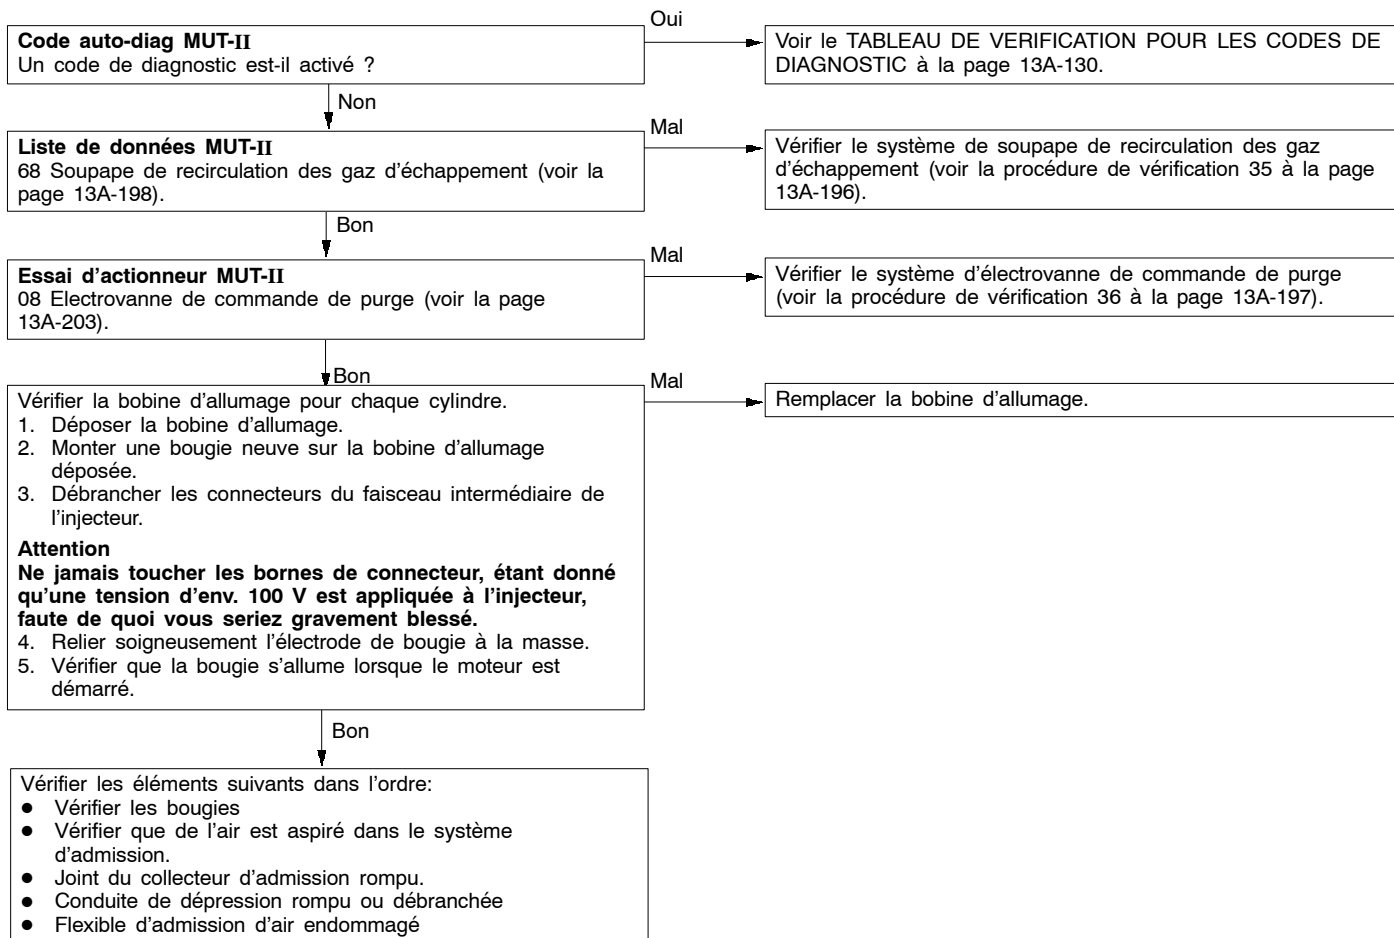 Code auto-diag MUT-II
Un code de diagnostic est-il activé ?
Oui
Voir le TABLEAU DE VERIFICATION POUR LES CODES DE
DIAGNOSTIC à la page 13A-130.
Non
Liste de données MUT-II
68 Soupape de recirculation des gaz d'échappement (voir la
page 13A-198).
Mal
Vérifier le système de soupape de recirculation des gaz
d'échappement (voir la procédure de vérification 35 à la page
13A-196).
Bon
Essai d'actionneur MUT-II
08 Electrovanne de commande de purge (voir la page
13A-203).
Mal
Vérifier le système d'électrovanne de commande de purge
(voir la procédure de vérification 36 à la page 13A-197).
Bon
Vérifier la bobine d'allumage pour chaque cylindre.
1. Déposer la bobine d'allumage.
2. Monter une bougie neuve sur la bobine d'allumage
déposée.
3. Débrancher les connecteurs du faisceau intermédiaire de
l'injecteur.
Attention
Ne jamais toucher les bornes de connecteur, étant donné
qu'une tension d'env. 100 V est appliquée à l'injecteur,
faute de quoi vous seriez gravement blessé.
4. Relier soigneusement l'électrode de bougie à la masse.
5. Vérifier que la bougie s'allume lorsque le moteur est
démarré.
Mal
Remplacer la bobine d'allumage.
Bon
Vérifier les éléments suivants dans l'ordre:
● Vérifier les bougies
● Vérifier que de l'air est aspiré dans le système
d'admission.
● Joint du collecteur d'admission rompu.
● Conduite de dépression rompu ou débranchée
● Flexible d'admission d'air endommagé